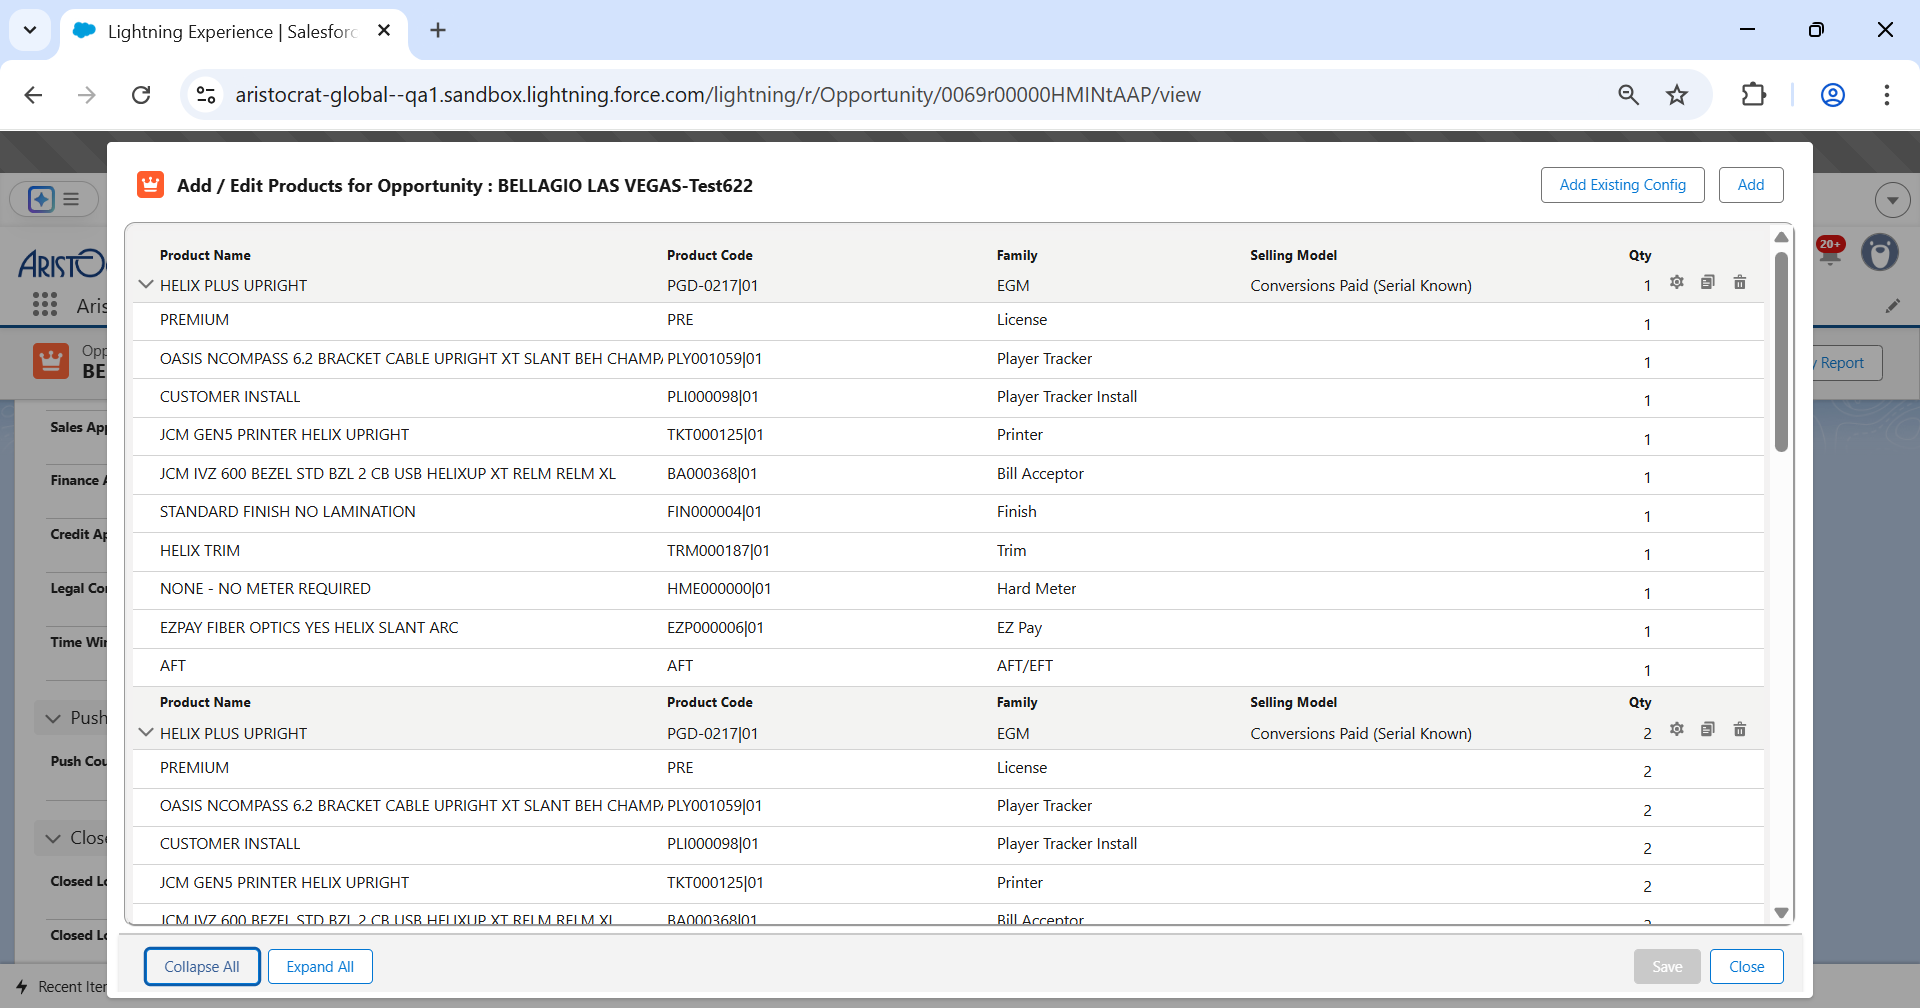 Lightning Experience | Salesforc
aristocrat-global--qa1.sandbox.lightning.force.com/lightning/r/Opportunity/0069r00000HMINtAAP/view
Add / Edit Products for Opportunity : BELLAGIO LAS VEGAS-Test622
Add Existing Config
Add
20+
ARISTO
Aris
Opp
BE
y Report
Sales App
Finance A
Credit Ap
Legal Cor
Time Win
Push
Push Cou
Close
Closed Lo
Closed Lo
Product Name Product Code Family Selling Model Qty
HELIX PLUS UPRIGHT PGD-0217|01 EGM Conversions Paid (Serial Known) 1
PREMIUM PRE License 1
OASIS NCOMPASS 6.2 BRACKET CABLE UPRIGHT XT SLANT BEH CHAMPA PLY001059|01 Player Tracker 1
CUSTOMER INSTALL PLI000098|01 Player Tracker Install 1
JCM GEN5 PRINTER HELIX UPRIGHT TKT000125|01 Printer 1
JCM IVZ 600 BEZEL STD BZL 2 CB USB HELIXUP XT RELM RELM XL BA000368|01 Bill Acceptor 1
STANDARD FINISH NO LAMINATION FIN000004|01 Finish 1
HELIX TRIM TRM000187|01 Trim 1
NONE - NO METER REQUIRED HME000000|01 Hard Meter 1
EZPAY FIBER OPTICS YES HELIX SLANT ARC EZP000006|01 EZ Pay 1
AFT AFT AFT/EFT 1
Product Name Product Code Family Selling Model Qty
HELIX PLUS UPRIGHT PGD-0217|01 EGM Conversions Paid (Serial Known) 2
PREMIUM PRE License 2
OASIS NCOMPASS 6.2 BRACKET CABLE UPRIGHT XT SLANT BEH CHAMPA PLY001059|01 Player Tracker 2
CUSTOMER INSTALL PLI000098|01 Player Tracker Install 2
JCM GEN5 PRINTER HELIX UPRIGHT TKT000125|01 Printer 2
JCM IVZ 600 BEZEL STD BZL 2 CB USB HELIXUP XT RELM RELM XL BA000368|01 Bill Acceptor 2
Collapse All
Expand All
Save
Close
Recent Iter